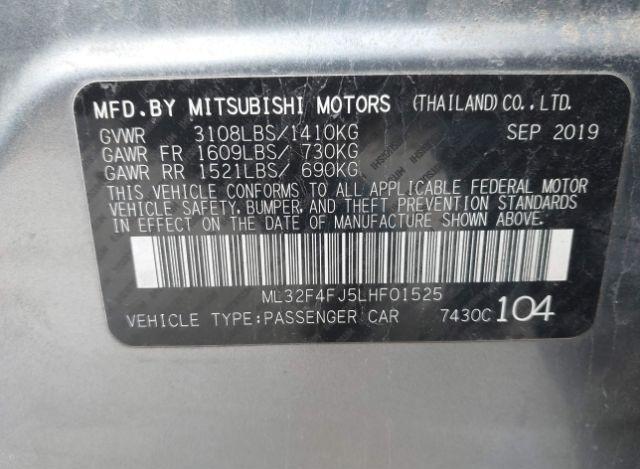 MFD.BY MITSUBISHI MOTORS (THAILAND)CO.,LTD.
GVWR 3108LBS/1410KG SEP 2019
GAWR FR 1609LBS/ 730KG
GAWR RR 1521LBS/ 690KG
THIS VEHICLE CONFORMS TO ALL APPLICABLE FEDERAL MOTOR
VEHICLE SAFETY, BUMPER, AND THEFT PREVENTION STANDARDS
IN EFFECT ON THE DATE OF MANUFACTURE SHOWN ABOVE.
ML32F4FJ5LHF01525
VEHICLE TYPE:PASSENGER CAR 7430C 104